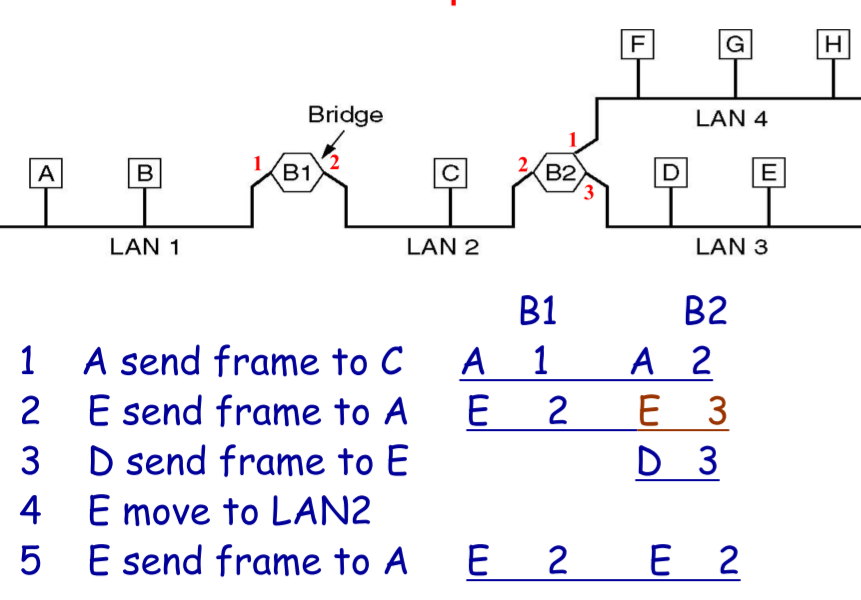 F G H
LAN 4
Bridge
1
A B 1 B1 2 C 2 B2 3 D E
LAN 1 LAN 2 LAN 3
B1 B2
1 A send frame to C A 1 A 2
2 E send frame to A E 2 E 3
3 D send frame to E D 3
4 E move to LAN2
5 E send frame to A E 2 E 2